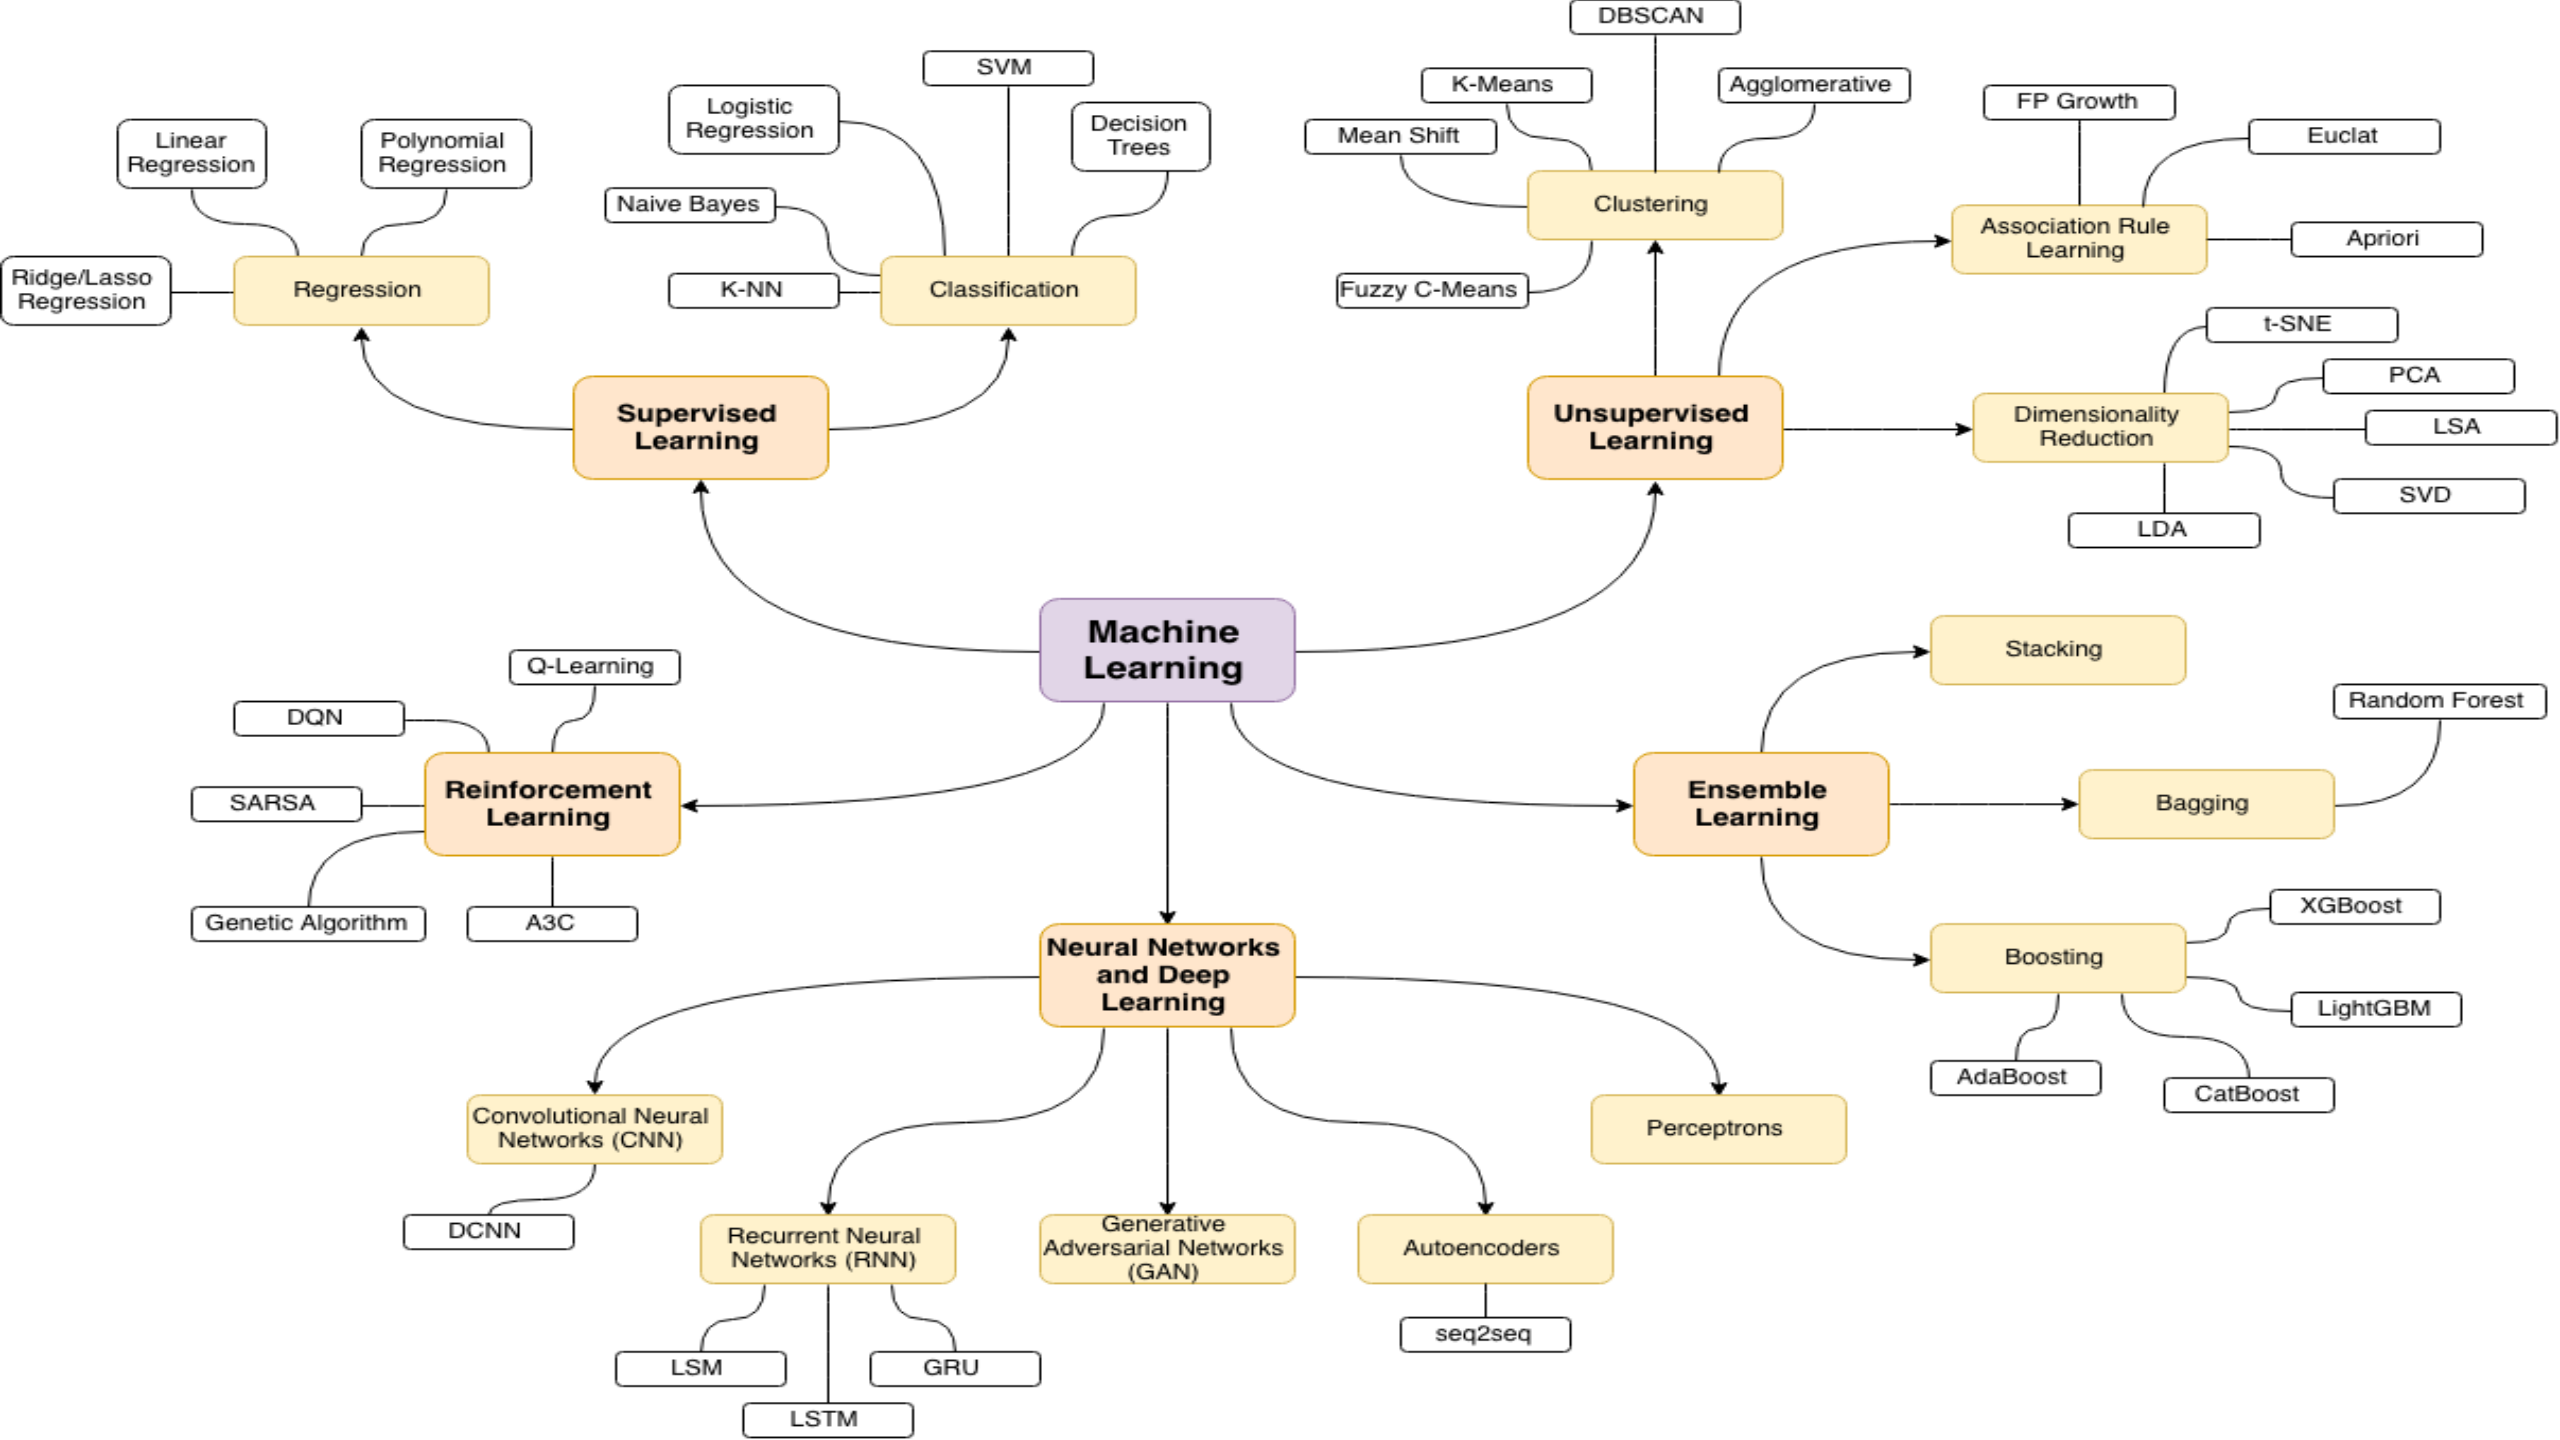 DBSCAN
SVM
K-Means
Agglomerative
Logistic
Regression
FP Growth
Decision
Trees
Mean Shift
Euclat
Linear
Regression
Polynomial
Regression
Naive Bayes
Clustering
Association Rule
Learning
Apriori
Ridge/Lasso
Regression
Regression
K-NN
Classification
Fuzzy C-Means
t-SNE
PCA
Supervised
Learning
Unsupervised
Learning
Dimensionality
Reduction
LSA
SVD
LDA
Machine
Learning
Stacking
Q-Learning
Random Forest
DQN
Reinforcement
Learning
SARSA
Ensemble
Learning
Bagging
XGBoost
Genetic Algorithm
A3C
Neural Networks
and Deep
Learning
Boosting
LightGBM
AdaBoost
CatBoost
Convolutional Neural
Networks (CNN)
Perceptrons
DCNN
Recurrent Neural
Networks (RNN)
Generative
Adversarial Networks
(GAN)
Autoencoders
seq2seq
LSM
GRU
LSTM